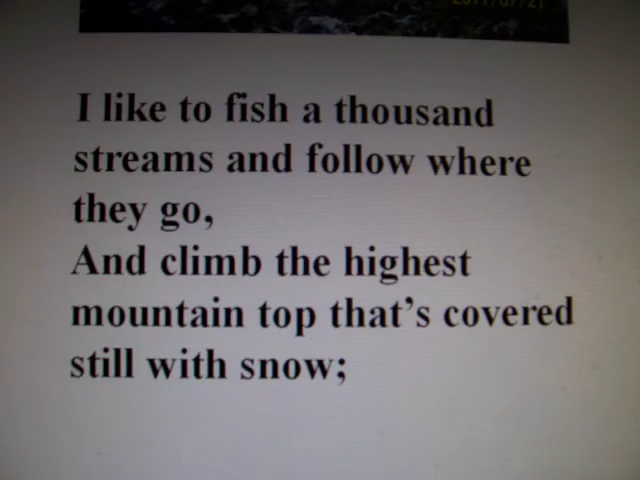 I like to fish a thousand
streams and follow where
they go,
And climb the highest
mountain top that's covered
still with snow;